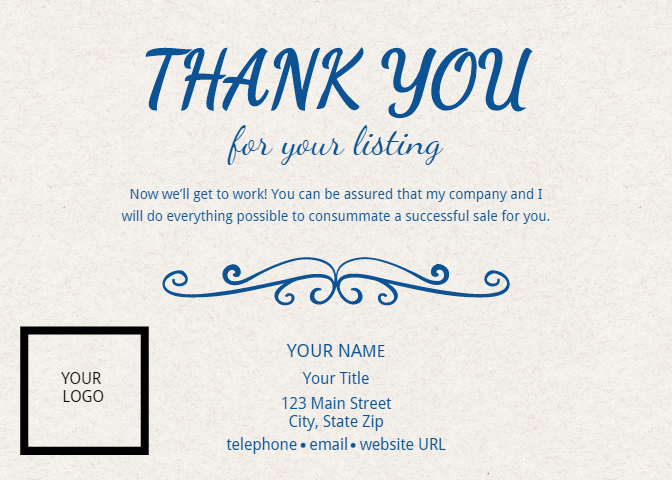 THANK YOU
for your listing
Now we’ll get to work! You can be assured that my company and I
will do everything possible to consummate a successful sale for you.
YOUR NAME
Your Title
123 Main Street
City, State Zip
telephone • email • website URL
YOUR
LOGO